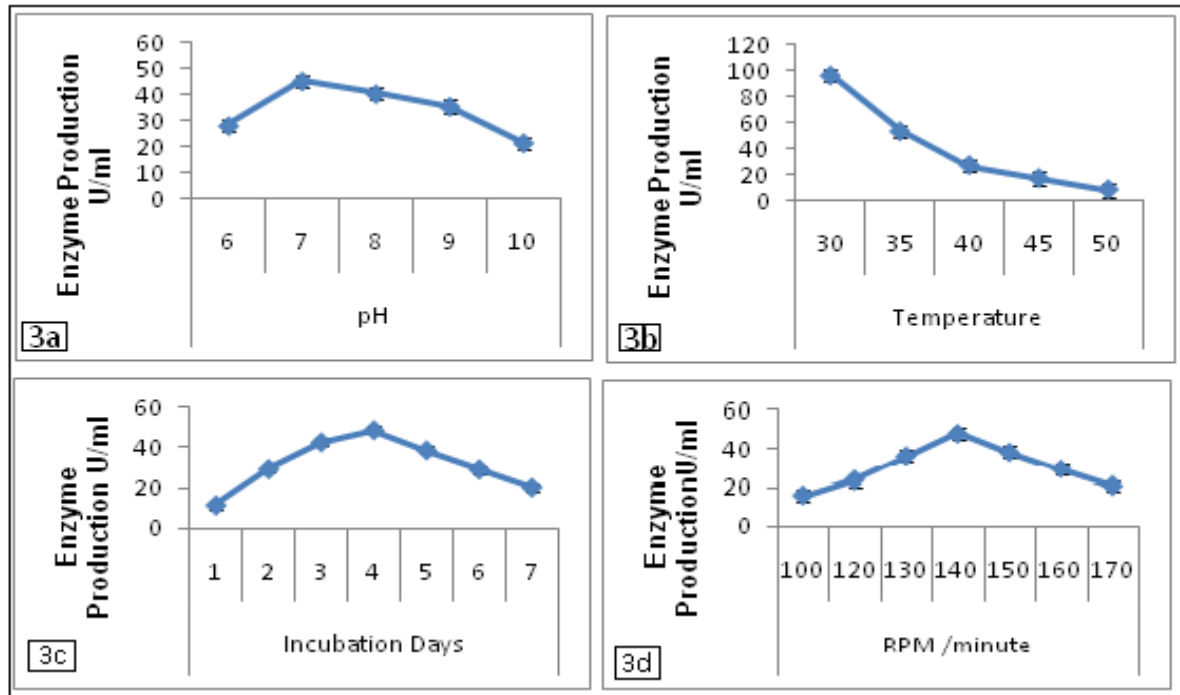 Enzyme Production
U/ml
60
50
40
30
20
10
0
6 7 8 9 10
pH
3a
Enzyme Production
U/ml
120
100
80
60
40
20
0
30 35 40 45 50
Temperature
3b
Enzyme
Production U/ml
60
40
20
0
1 2 3 4 5 6 7
Incubation Days
3c
Enzyme
ProductionU/ml
60
40
20
0
100 120 130 140 150 160 170
RPM /minute
3d